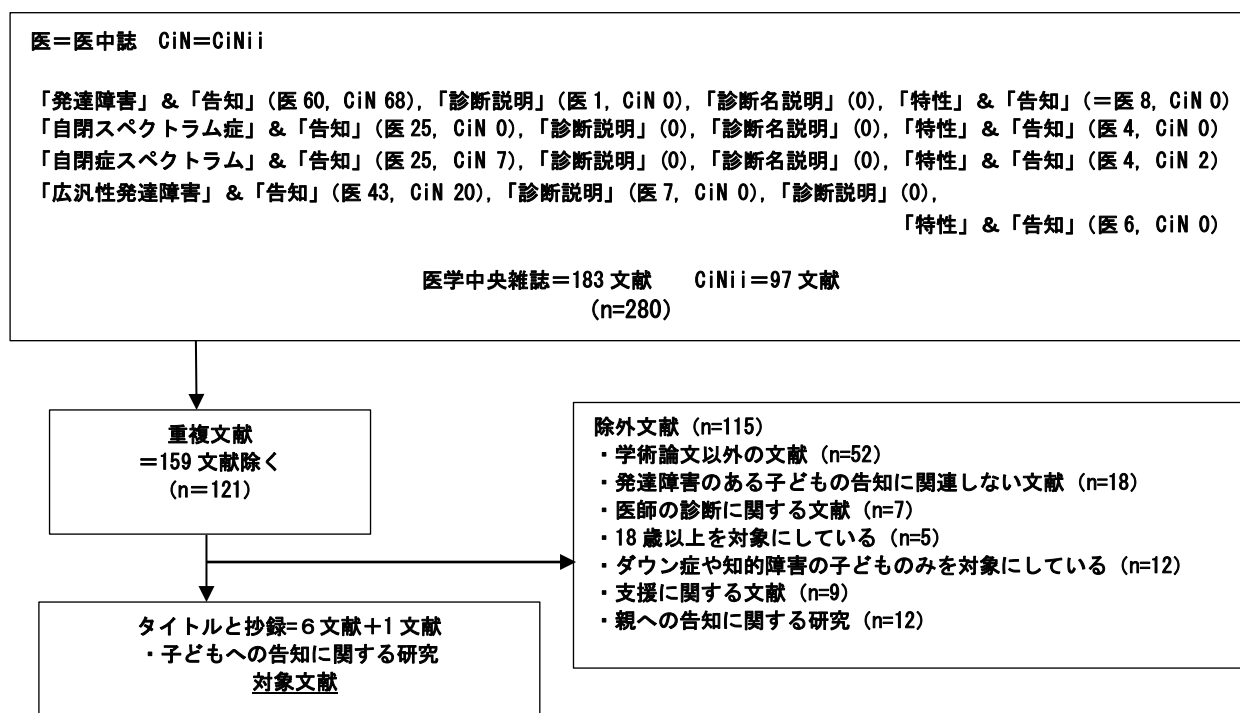 医＝医中誌　CiN＝CiNii
「発達障害」＆「告知」(医 60, CiN 68),「診断説明」(医 1, CiN 0),「診断名説明」(0),「特性」＆「告知」(＝医 8, CiN 0)
「自閉スペクトラム症」＆「告知」(医 25, CiN 0),「診断説明」(0),「診断名説明」(0),「特性」＆「告知」(医 4, CiN 0)
「自閉症スペクトラム」＆「告知」(医 25, CiN 7),「診断説明」(0),「診断名説明」(0),「特性」＆「告知」(医 4, CiN 2)
「広汎性発達障害」＆「告知」(医 43, CiN 20),「診断説明」(医 7, CiN 0),「診断説明」(0),
「特性」＆「告知」(医 6, CiN 0)
医学中央雑誌＝183 文献　　CiNii＝97 文献
(n=280)
重複文献
＝159 文献除く
(n＝121)
除外文献 (n=115)
・学術論文以外の文献 (n=52)
・発達障害のある子どもの告知に関連しない文献 (n=18)
・医師の診断に関する文献 (n=7)
・18 歳以上を対象にしている (n=5)
・ダウン症や知的障害の子どものみを対象にしている (n=12)
・支援に関する文献 (n=9)
・親への告知に関する研究 (n=12)
タイトルと抄録=６文献＋1 文献
・子どもへの告知に関する研究
対象文献